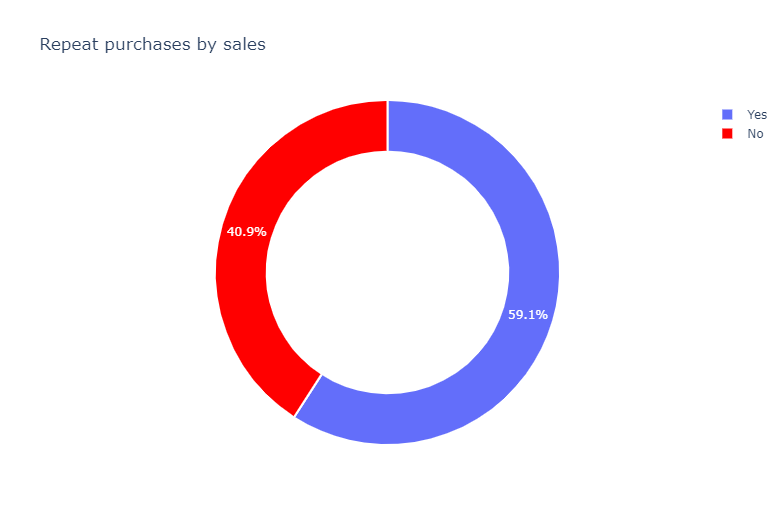 Repeat purchases by sales
Yes
No
40.9%
59.1%